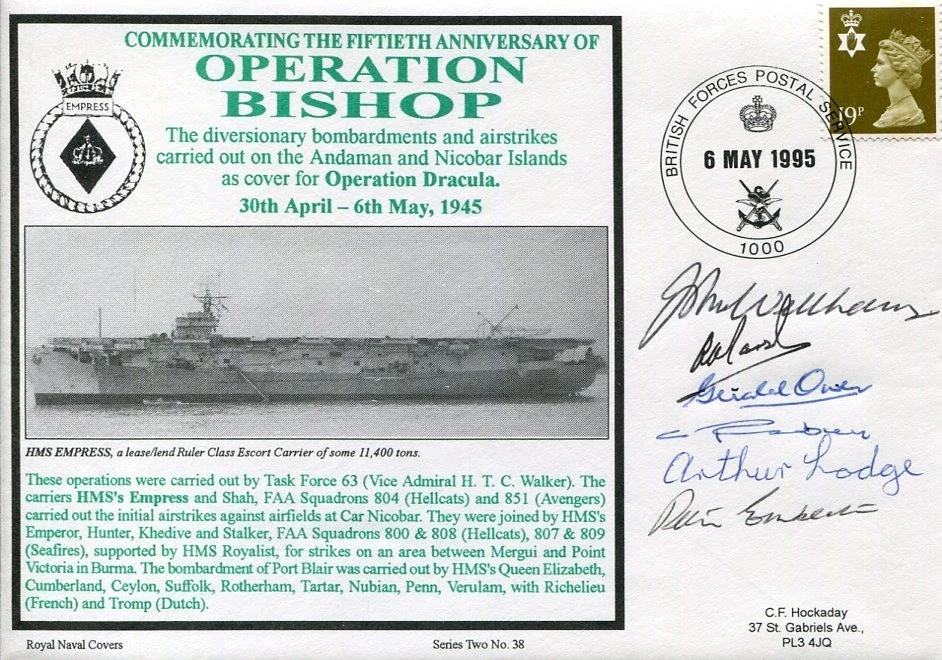 COMMEMORATING THE FIFTIETH ANNIVERSARY OF
OPERATION
BISHOP
EMPRESS
The diversionary bombardments and airstrikes
carried out on the Andaman and Nicobar Islands
as cover for Operation Dracula.
30th April – 6th May, 1945
HMS EMPRESS, a lease/lend Ruler Class Escort Carrier of some 11,400 tons.
These operations were carried out by Task Force 63 (Vice Admiral H. T. C. Walker). The
carriers HMS's Empress and Shah, FAA Squadrons 804 (Hellcats) and 851 (Avengers)
carried out the initial airstrikes against airfields at Car Nicobar. They were joined by HMS's
Emperor, Hunter, Khedive and Stalker, FAA Squadrons 800 & 808 (Hellcats), 807 & 809
(Seafires), supported by HMS Royalist, for strikes on an area between Mergui and Point
Victoria in Burma. The bombardment of Port Blair was carried out by HMS's Queen Elizabeth,
Cumberland, Ceylon, Suffolk, Rotherham, Tartar, Nubian, Penn, Verulam, with Richelieu
(French) and Tromp (Dutch).
Royal Naval Covers
Series Two No. 38
BRITISH FORCES POSTAL SERVICE
6 MAY 1995
1000
19P
John
Gerald Owen
Arthur Lodge
C.F. Hockaday
37 St. Gabriels Ave.,
PL3 4JQ